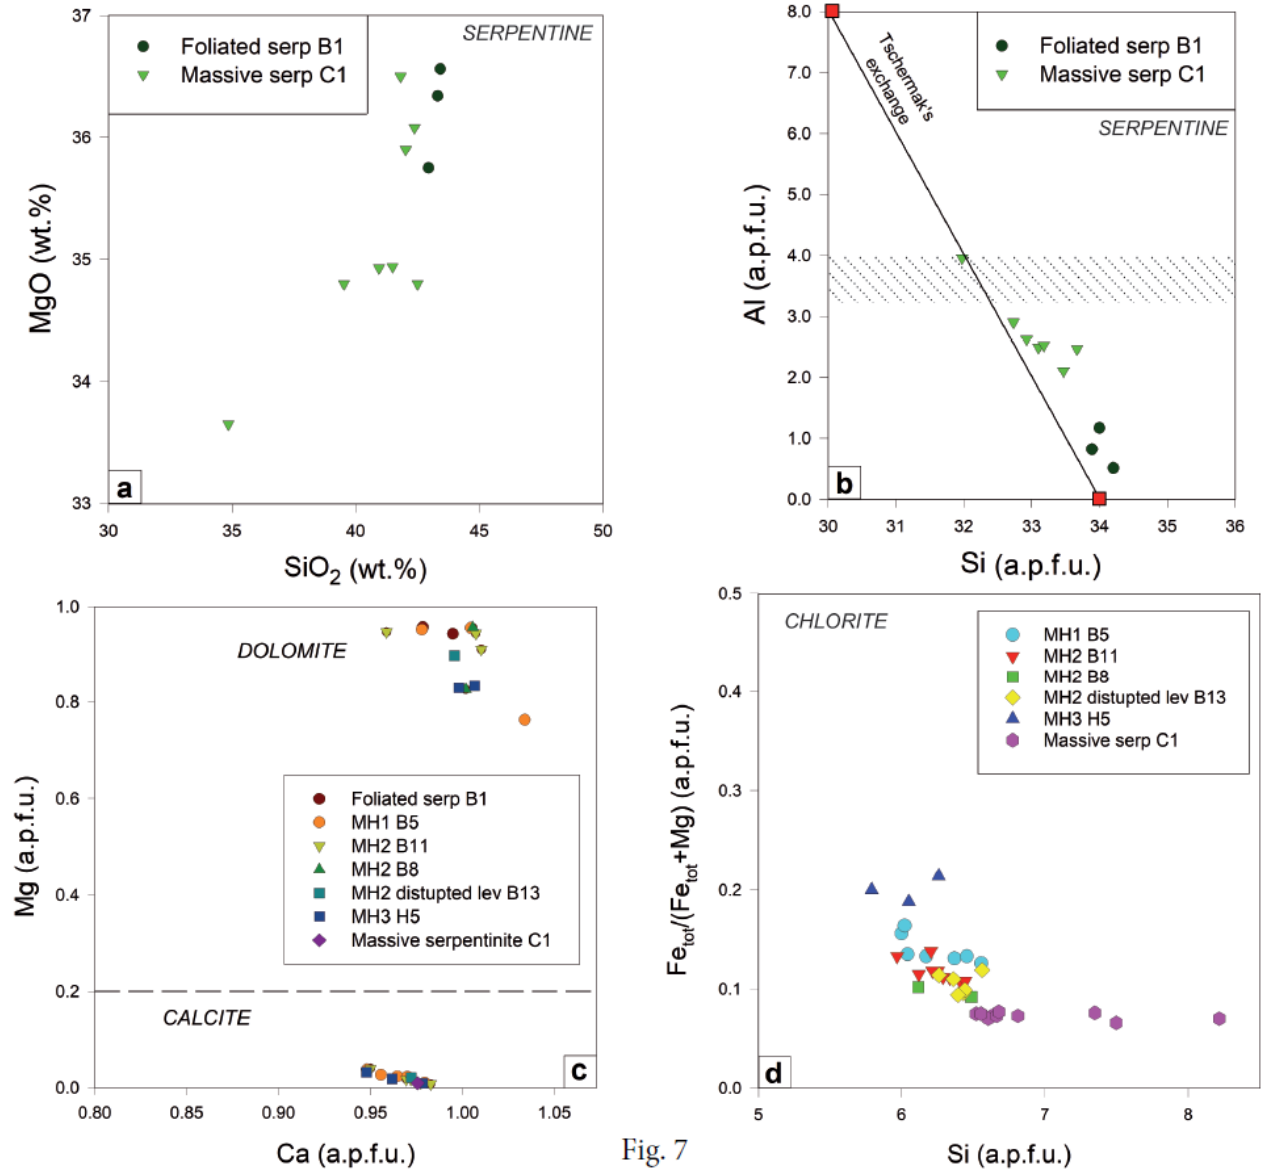 37
36
35
34
33
MgO (wt.%)
Foliated serp B1
Massive serp C1
SERPENTINE
a
30
35
40
45
50
SiO2 (wt.%)
8.0
7.0
6.0
5.0
4.0
3.0
2.0
1.0
0.0
Al (a.p.f.u.)
Tschermak's
exchange
Foliated serp B1
Massive serp C1
SERPENTINE
b
30
31
32
33
34
35
36
Si (a.p.f.u.)
1.0
0.8
0.6
0.4
0.2
0.0
Mg (a.p.f.u.)
DOLOMITE
Foliated serp B1
MH1 B5
MH2 B11
MH2 B8
MH2 distupted lev B13
MH3 H5
Massive serpentinite C1
CALCITE
c
0.80
0.85
0.90
0.95
1.00
1.05
Ca (a.p.f.u.)
0.5
0.4
0.3
0.2
0.1
0.0
Fetot/(Fetot+Mg) (a.p.f.u.)
CHLORITE
MH1 B5
MH2 B11
MH2 B8
MH2 distupted lev B13
MH3 H5
Massive serp C1
d
5
6
7
8
Si (a.p.f.u.)
Fig. 7